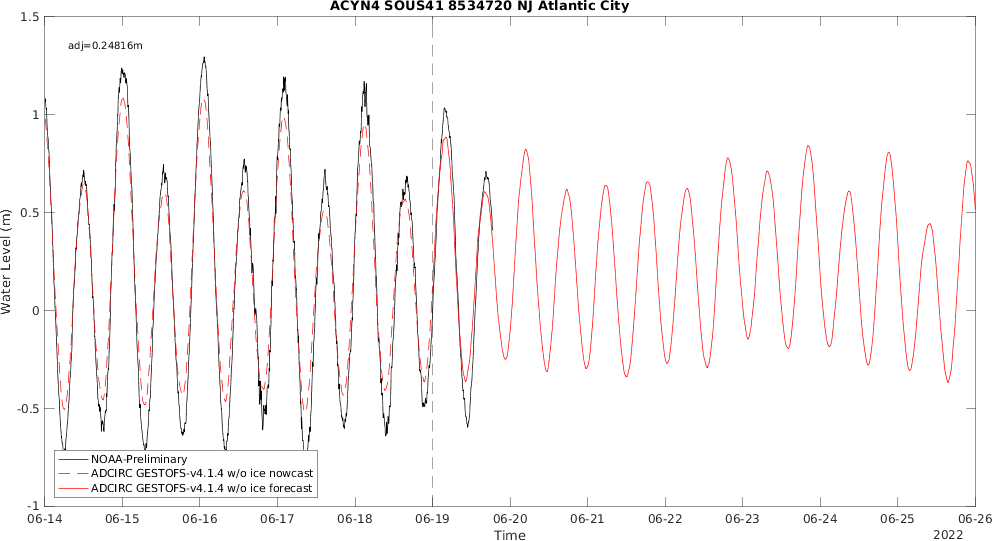 ACYN4 SOUS41 8534720 NJ Atlantic City
adj=0.24816m
1.5
1
0.5
0
-0.5
-1
Water Level (m)
NOAA-Preliminary
ADCIRC GESTOFS-v4.1.4 w/o ice nowcast
ADCIRC GESTOFS-v4.1.4 w/o ice forecast
06-14 06-15 06-16 06-17 06-18 06-19 06-20 06-21 06-22 06-23 06-24 06-25 06-26
Time
2022